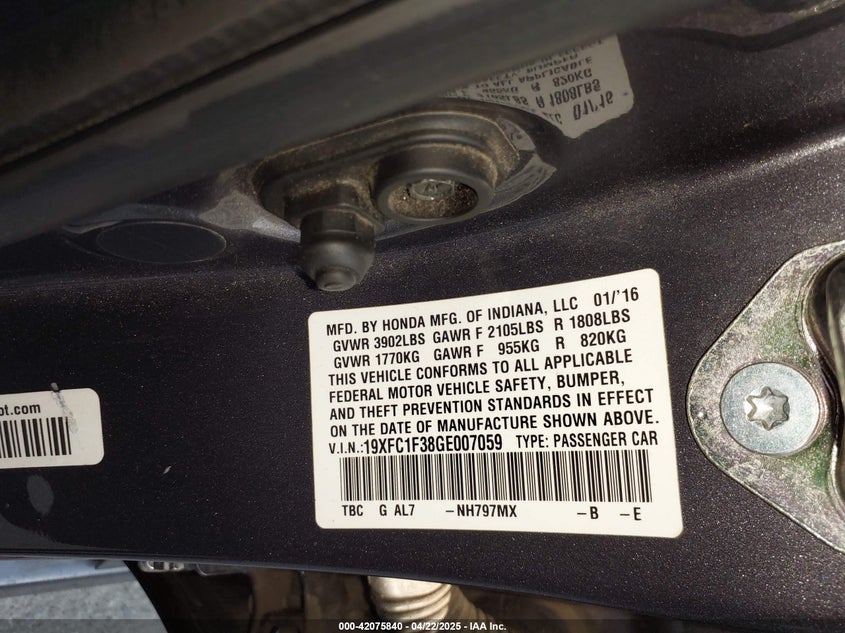 MFD. BY HONDA MFG. OF INDIANA, LLC 01/'16
GVWR 3902LBS GAWR F 2105LBS R 1808LBS
GVWR 1770KG GAWR F 955KG R 820KG
THIS VEHICLE CONFORMS TO ALL APPLICABLE
FEDERAL MOTOR VEHICLE SAFETY, BUMPER,
AND THEFT PREVENTION STANDARDS IN EFFECT
ON THE DATE OF MANUFACTURE SHOWN ABOVE.
V.I.N.:19XFC1F38GE007059 TYPE: PASSENGER CAR
TBC G AL7 -NH797MX -B -E
ot.com
000-42075840 - 04/22/2025 - IAA Inc.